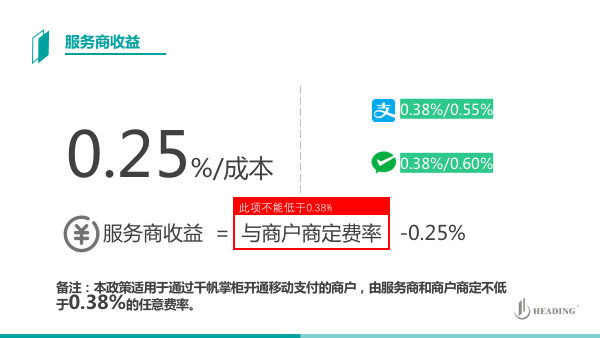 服务商收益
0.38%/0.55%
0.25%/成本
0.38%/0.60%
此项不能低于0.38%
服务商收益 = 与商户商定费率 -0.25%
备注：本政策适用于通过千帆掌柜开通移动支付的商户，由服务商和商户商定不低
于0.38%的任意费率。
HEADING